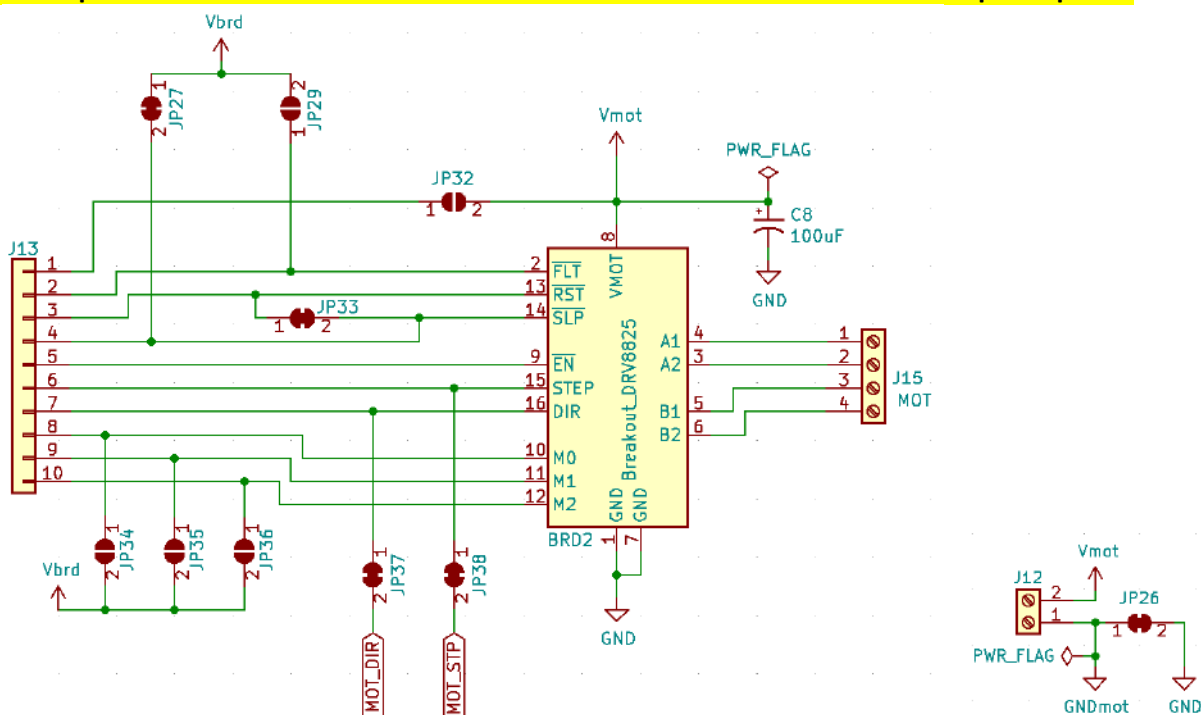 Vbrd
1
2
JP27
2
1
JP29
Vmot
PWR_FLAG
JP32
1
2
+
C8
100uF
GND
J13
1
2
3
4
5
6
7
8
9
10
JP33
1
2
2
13
14
9
15
16
10
11
12
8
VMOT
FLT
RST
SLP
EN
STEP
DIR
M0
M1
M2
Breakout_DRV8825
A1
A2
B1
B2
4
3
5
6
GND
GND
1
7
BRD2
GND
1
2
3
4
J15
MOT
1
2
JP34
1
2
JP35
1
2
JP36
Vbrd
1
2
JP37
1
2
JP38
MOT_DIR
MOT_STP
J12
2
1
Vmot
JP26
1
2
PWR_FLAG
GNDmot
GND